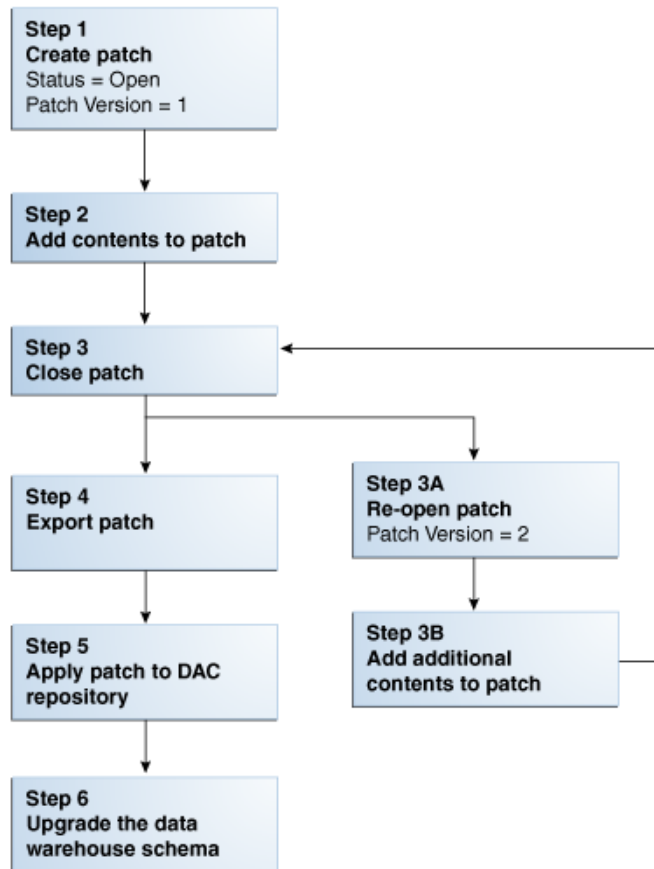 Step 1
Create patch
Status = Open
Patch Version = 1
Step 2
Add contents to patch
Step 3
Close patch
Step 4
Export patch
Step 3A
Re-open patch
Patch Version = 2
Step 5
Apply patch to DAC
repository
Step 3B
Add additional
contents to patch
Step 6
Upgrade the data
warehouse schema